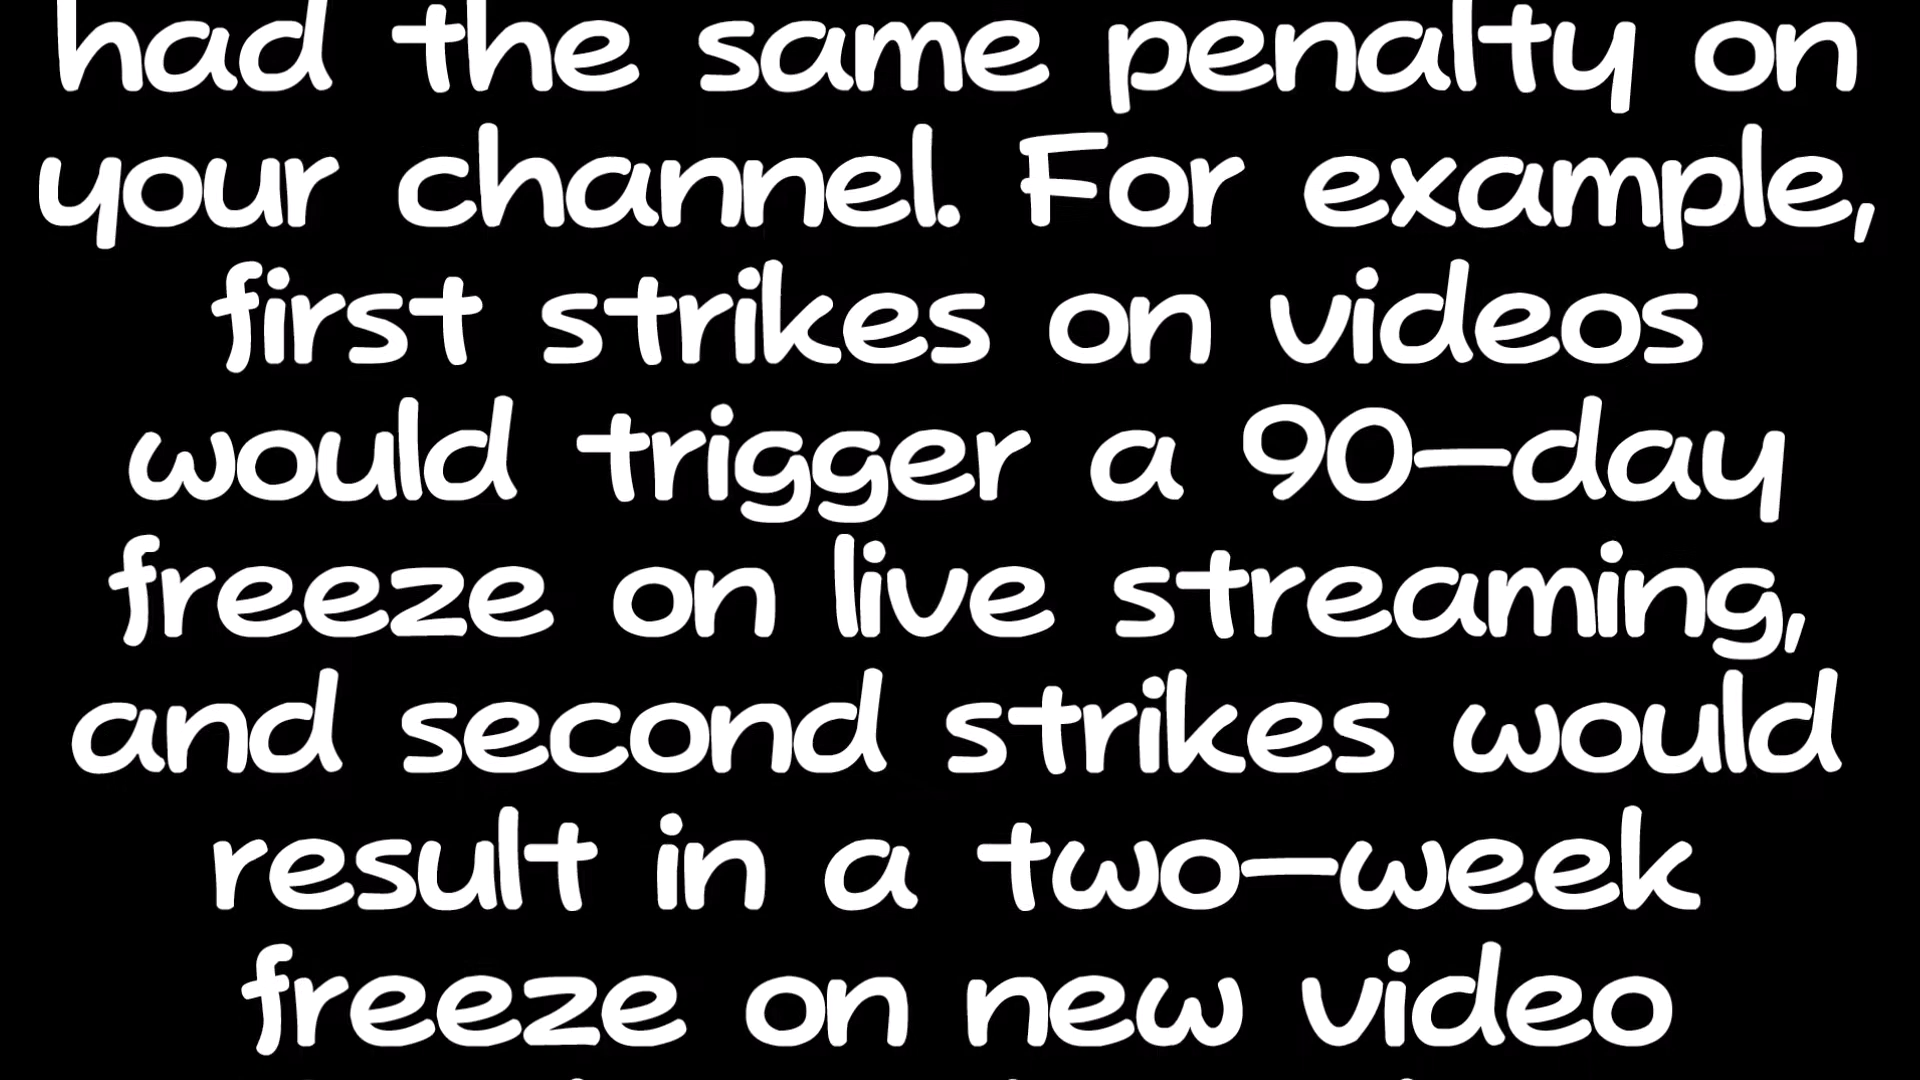 had the same penalty on
your channel. For example,
first strikes on videos
would trigger a 90-day
freeze on live streaming,
and second strikes would
result in a two-week
freeze on new video